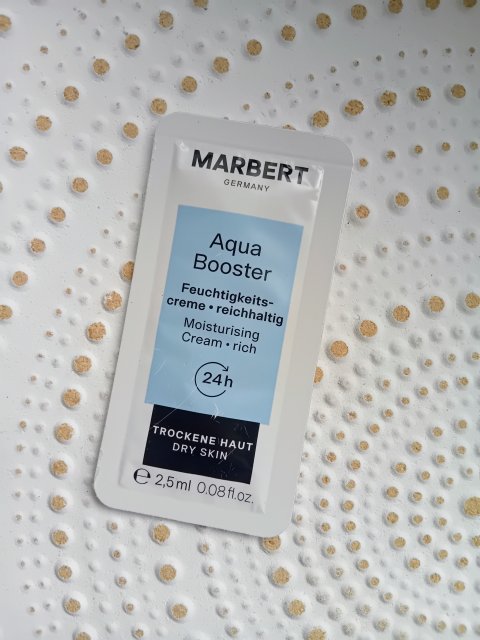 MARBERT
GERMANY
Aqua
Booster
Feuchtigkeits-
creme • reichhaltig
Moisturising
Cream • rich
24h
TROCKENE HAUT
DRY SKIN
℮ 2,5ml 0.08fl.oz.